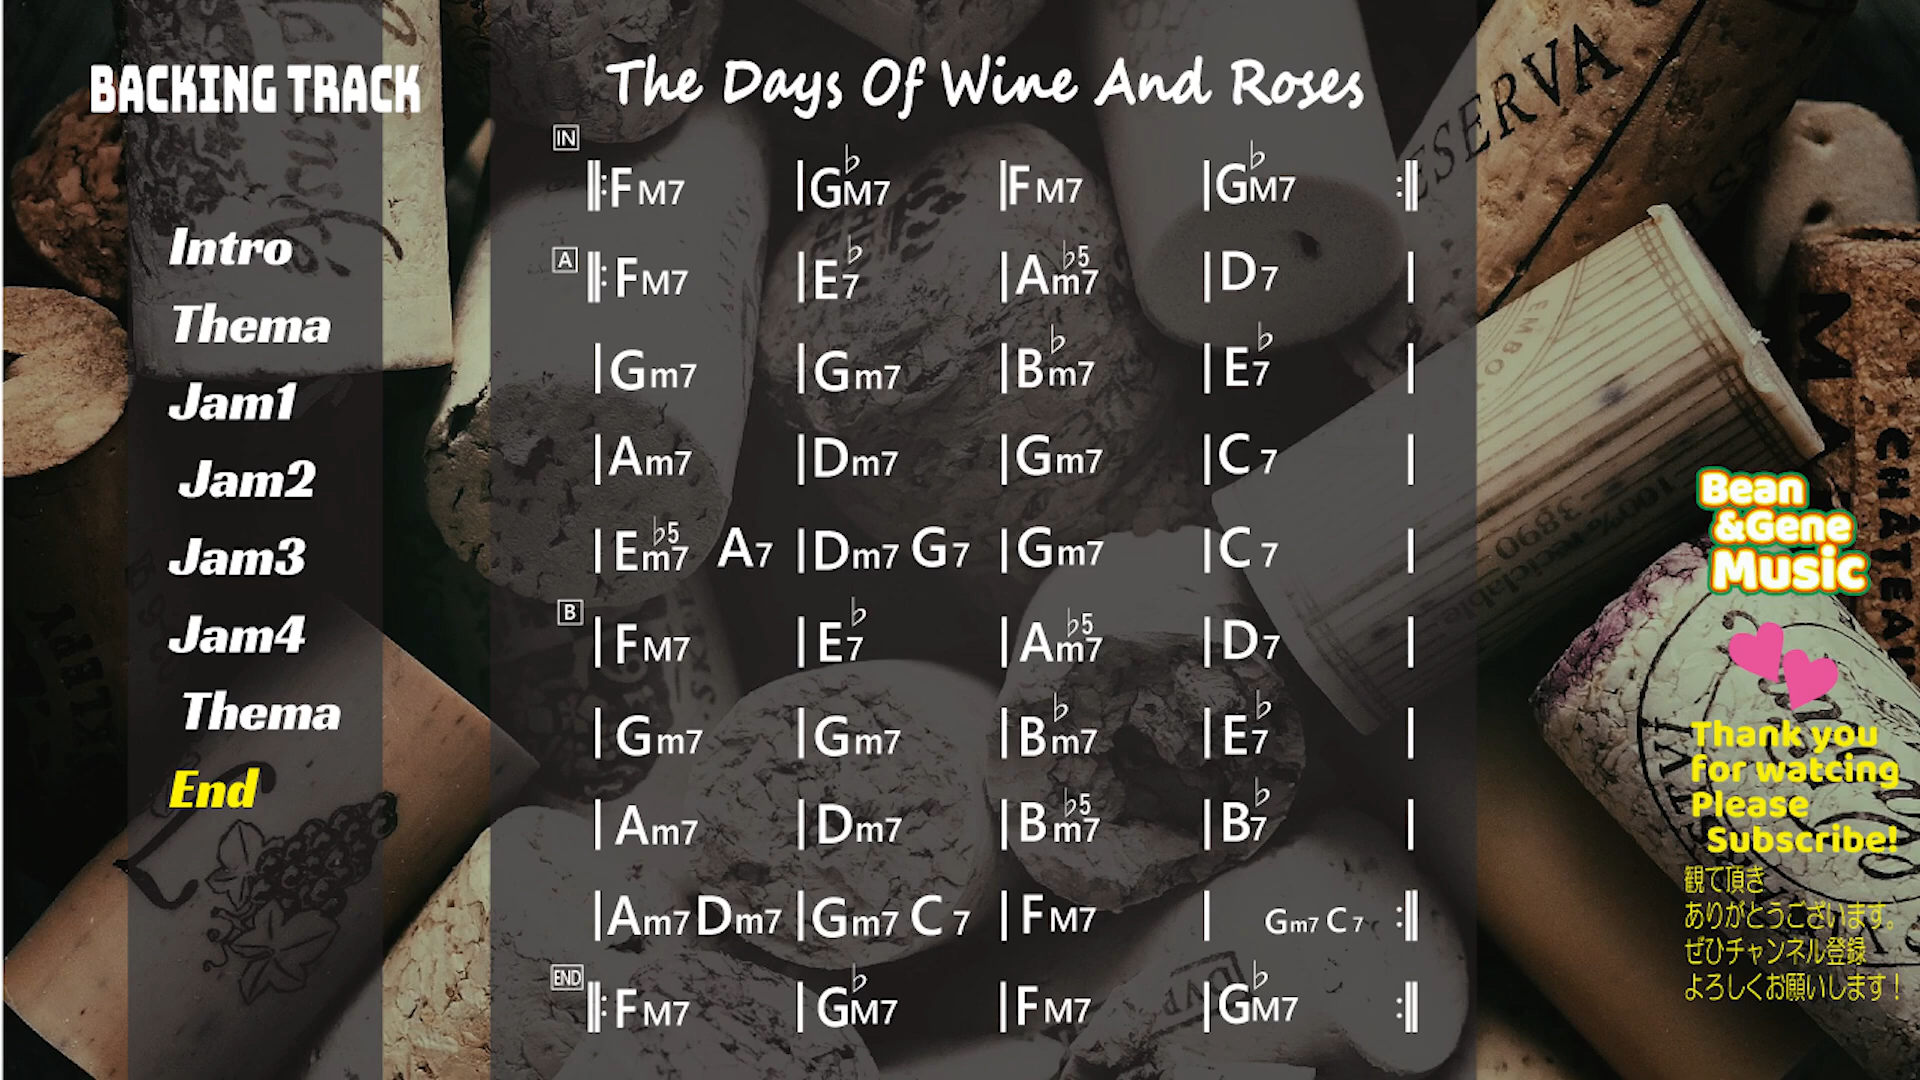 BACKING TRACK
The Days Of Wine And Roses
Intro
Thema
Jam1
Jam2
Jam3
Jam4
Thema
End
IN
𝄆 FM7 | G♭M7 | FM7 | G♭M7 𝄇
A
𝄆 FM7 | E♭7 | Am7♭5 | D7 |
| Gm7 | Gm7 | B♭m7 | E♭7 |
| Am7 | Dm7 | Gm7 | C7 |
| Em7♭5 A7 | Dm7 G7 | Gm7 | C7 |
B
| FM7 | E♭7 | Am7♭5 | D7 |
| Gm7 | Gm7 | B♭m7 | E♭7 |
| Am7 | Dm7 | Bm7♭5 | B♭7 |
| Am7 Dm7 | Gm7 C7 | FM7 | Gm7 C7 𝄇
END
𝄆 FM7 | G♭M7 | FM7 | G♭M7 𝄇
RESERVA
CHATEAU
Bean
&Gene
Music
Thank you
for watcing
Please
Subscribe!
観て頂き
ありがとうございます。
ぜひチャンネル登録
よろしくお願いします！